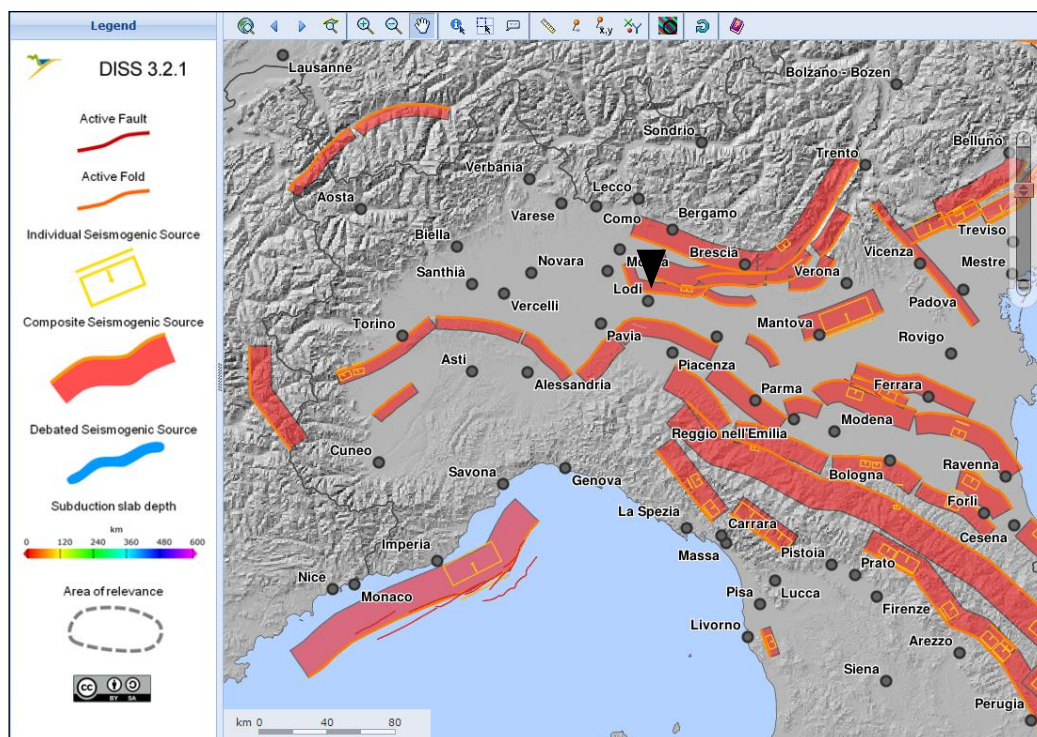 Legend
DISS 3.2.1
Active Fault
Active Fold
Individual Seismogenic Source
Composite Seismogenic Source
Debated Seismogenic Source
Subduction slab depth
km
0 120 240 360 480 600
Area of relevance
cc
BY SA
x,y
XY
Lausanne
Bolzano - Bozen
Sondrio
Belluno
Trento
Verbania
Lecco
Aosta
Varese
Como
Bergamo
Treviso
Biella
Brescia
Vicenza
Novara
Santhià
Verona
Mestre
Lodi
Vercelli
Padova
Torino
Mantova
Pavia
Rovigo
Asti
Piacenza
Alessandria
Parma
Ferrara
Modena
Reggio nell'Emilia
Cuneo
Savona
Bologna
Ravenna
Genova
Forlì
La Spezia
Carrara
Cesena
Imperia
Massa
Pistoia
Prato
Nice
Monaco
Pisa
Lucca
Firenze
Livorno
Arezzo
Siena
Perugia
km 0 40 80